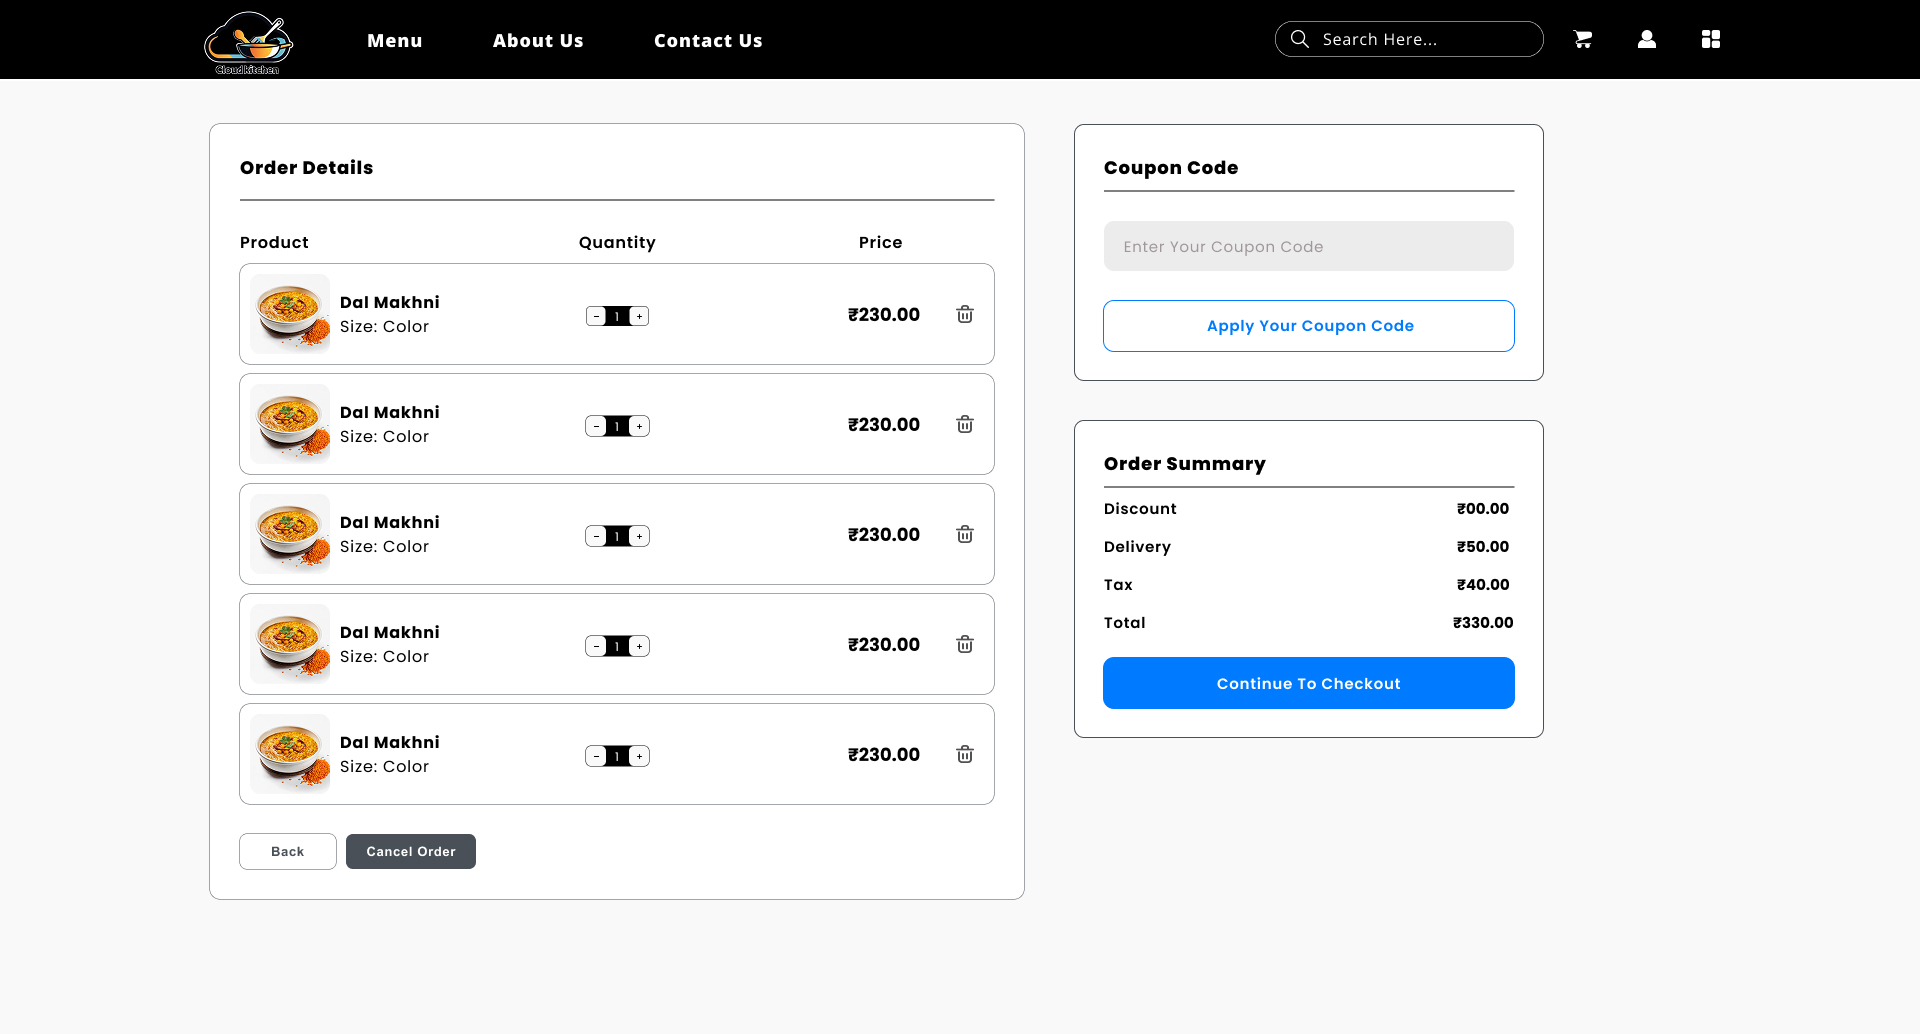 Cloud kitchen
Menu
About Us
Contact Us
Search Here...
Order Details
Product
Quantity
Price
Dal Makhni
Size: Color
- 1 +
₹230.00
Dal Makhni
Size: Color
- 1 +
₹230.00
Dal Makhni
Size: Color
- 1 +
₹230.00
Dal Makhni
Size: Color
- 1 +
₹230.00
Dal Makhni
Size: Color
- 1 +
₹230.00
Back
Cancel Order
Coupon Code
Enter Your Coupon Code
Apply Your Coupon Code
Order Summary
Discount ₹00.00
Delivery ₹50.00
Tax ₹40.00
Total ₹330.00
Continue To Checkout